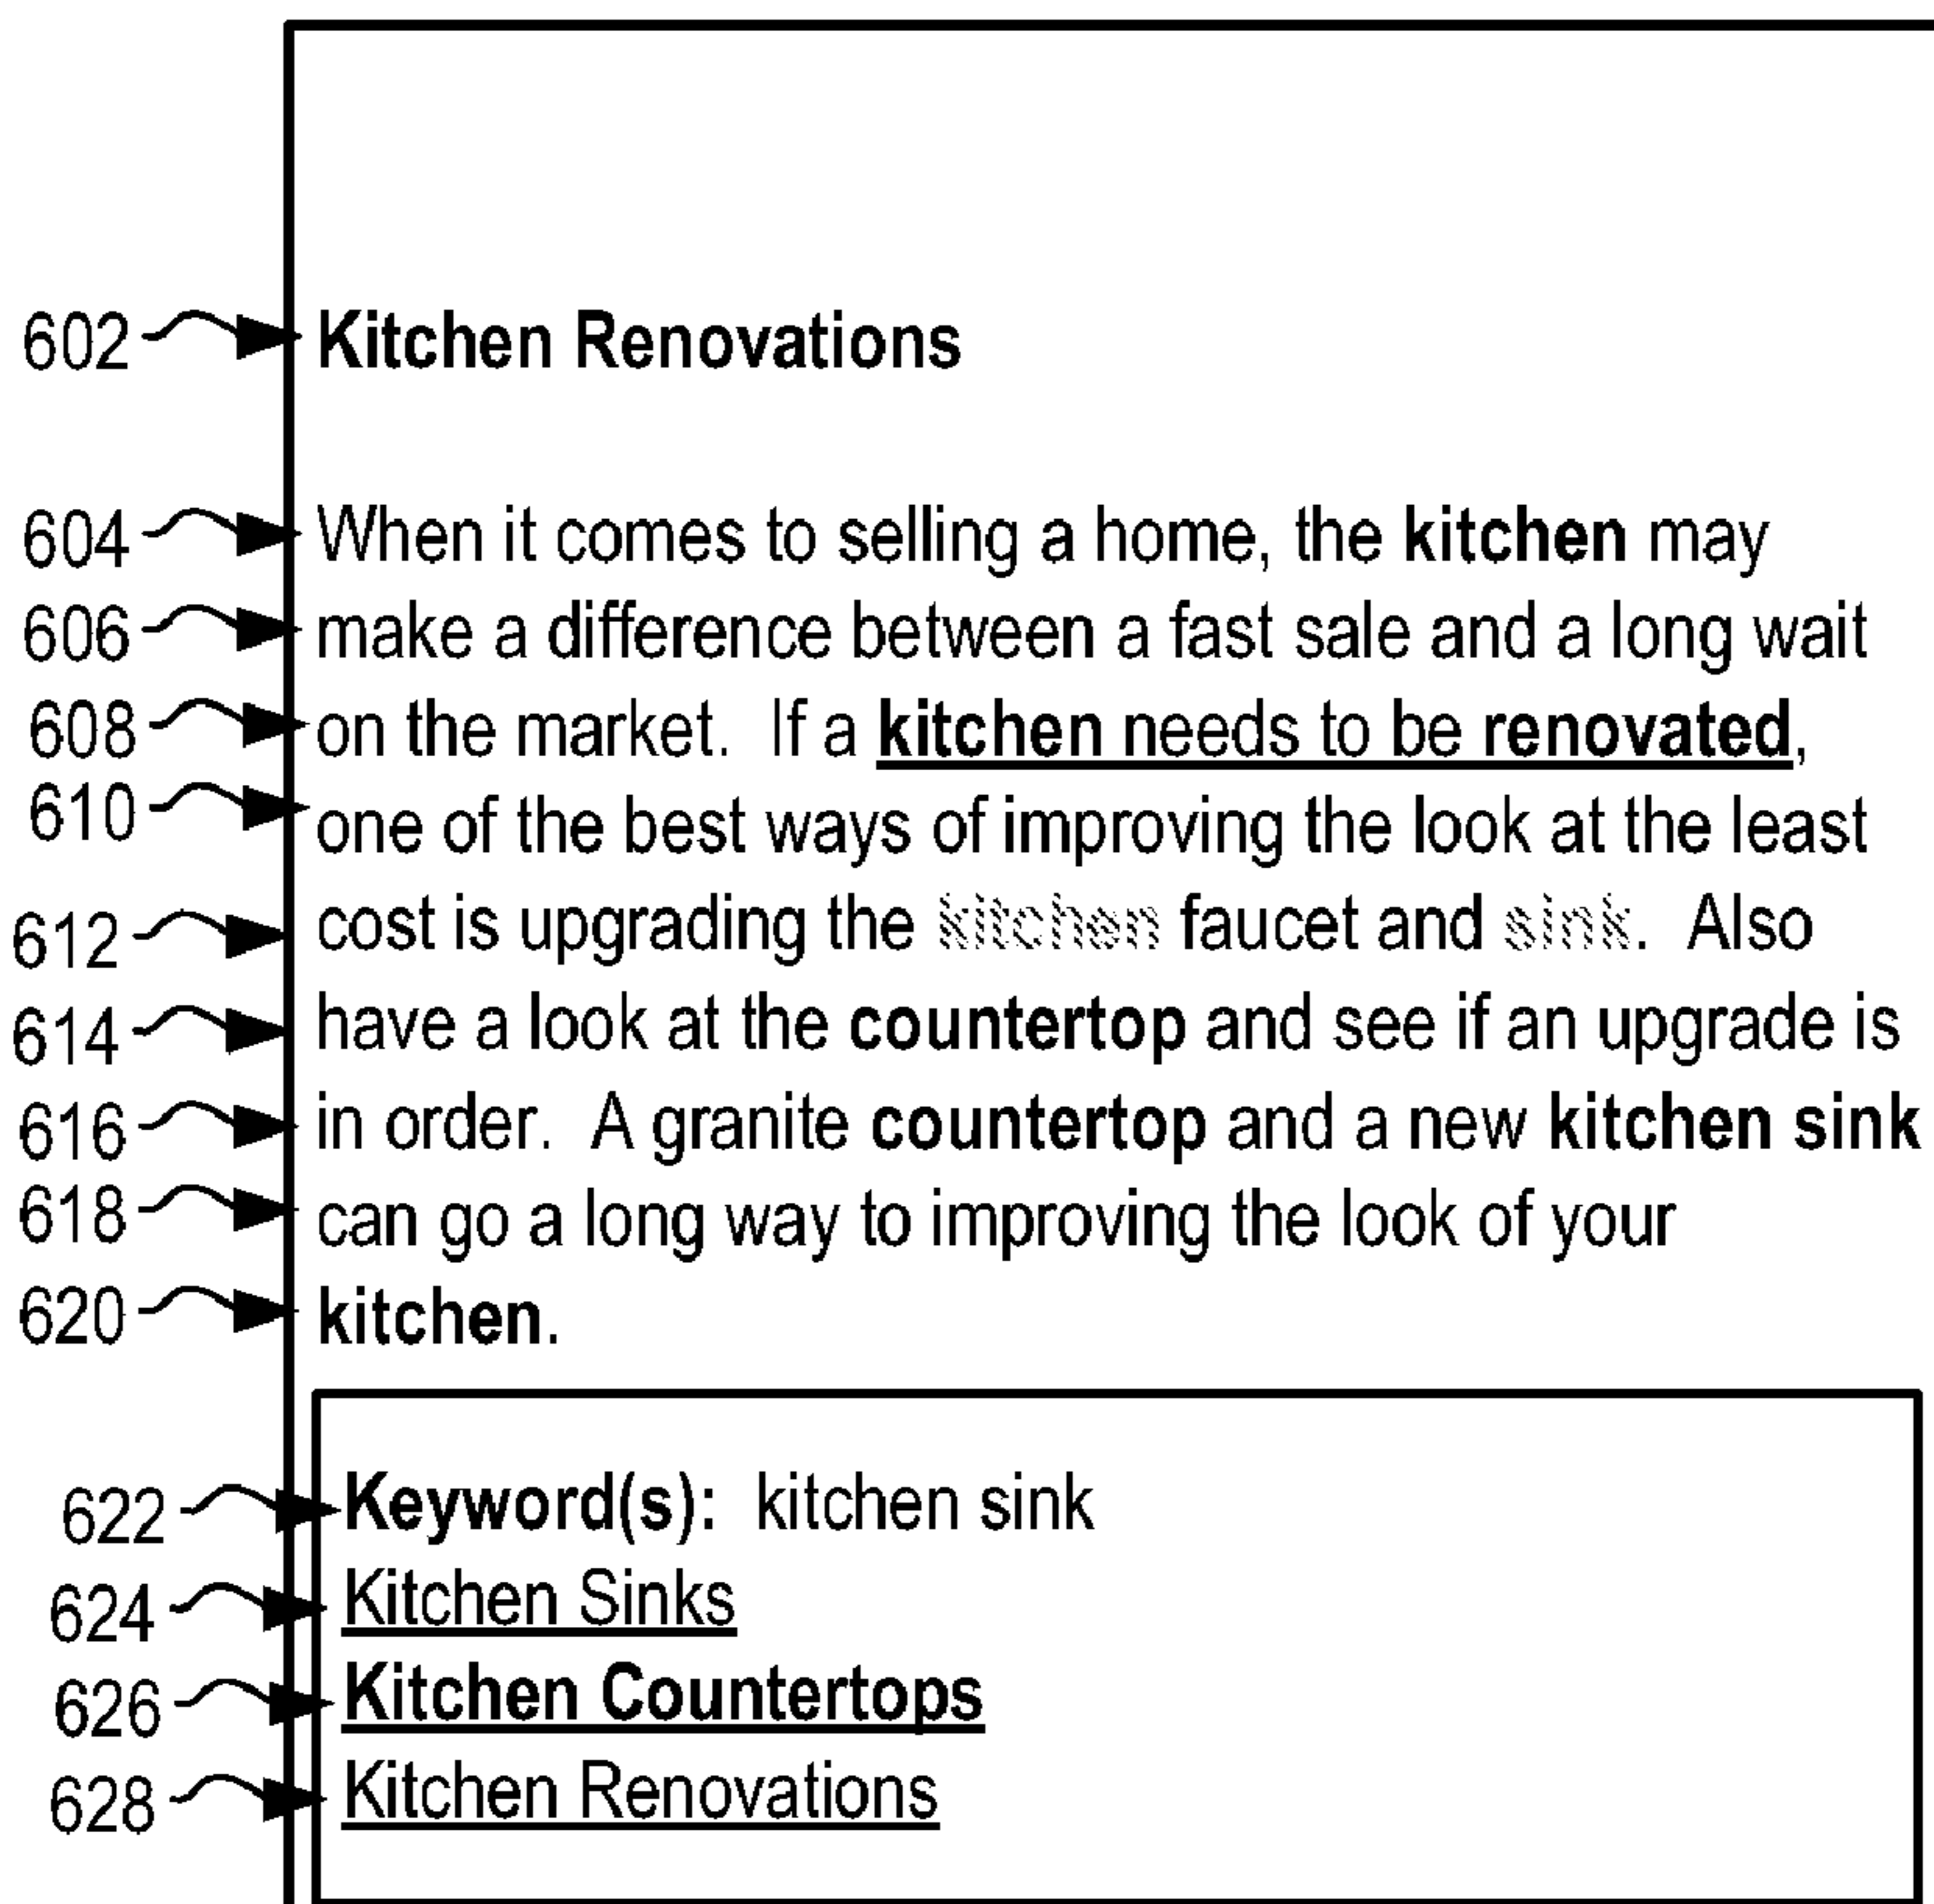 602 Kitchen Renovations
604 When it comes to selling a home, the kitchen may
606 make a difference between a fast sale and a long wait
608 on the market. If a kitchen needs to be renovated,
610 one of the best ways of improving the look at the least
612 cost is upgrading the kitchen faucet and sink. Also
614 have a look at the countertop and see if an upgrade is
616 in order. A granite countertop and a new kitchen sink
618 can go a long way to improving the look of your
620 kitchen.
622 Keyword(s): kitchen sink
624 Kitchen Sinks
626 Kitchen Countertops
628 Kitchen Renovations